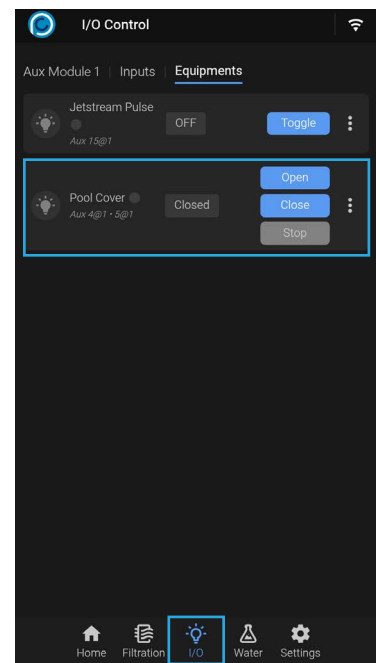 I/O Control
Aux Module 1 | Inputs | Equipments
Jetstream Pulse
OFF
Toggle
Aux 15@1
Open
Pool Cover
Closed
Close
Aux 4@1 • 5@1
Stop
Home
Filtration
I/O
Water
Settings